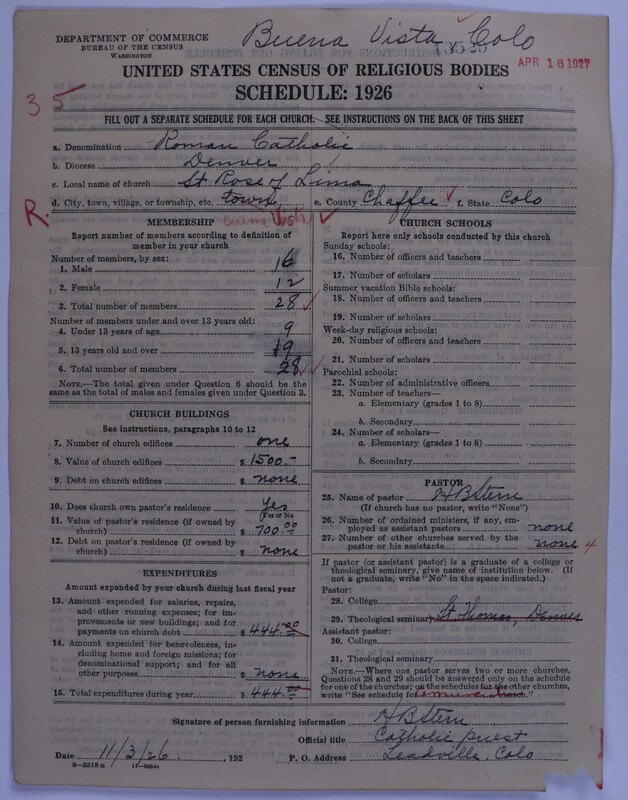 DEPARTMENT OF COMMERCE
BUREAU OF THE CENSUS
WASHINGTON
Buena Vista, Colo
APR 16 1927
UNITED STATES CENSUS OF RELIGIOUS BODIES
SCHEDULE: 1926
35
FILL OUT A SEPARATE SCHEDULE FOR EACH CHURCH. SEE INSTRUCTIONS ON THE BACK OF THIS SHEET
a. Denomination Roman Catholic
b. Diocese Denver
c. Local name of church St Rose of Lima
d. City, town, village, or township, etc. town e. County Chaffee f. State Colo
R. Buena Vista
MEMBERSHIP
Report number of members according to definition of member in your church
Number of members, by sex:
1. Male 16
2. Female 12
3. Total number of members 28
Number of members under and over 13 years old:
4. Under 13 years of age 9
5. 13 years old and over 19
6. Total number of members 28
NOTE.—The total given under Question 6 should be the
same as the total of males and females given under Question 3.
CHURCH BUILDINGS
See instructions, paragraphs 10 to 12
7. Number of church edifices one
8. Value of church edifices $ 1500.-
9. Debt on church edifices $ none
10. Does church own pastor's residence Yes
(Yes or No
11. Value of pastor's residence (if owned by
church) $ 700.00
12. Debt on pastor's residence (if owned by
church) $ none
EXPENDITURES
Amount expended by your church during last fiscal year
13. Amount expended for salaries, repairs,
and other running expenses; for im-
provements or new buildings; and for
payments on church debt $ 444.00
14. Amount expended for benevolences, in-
cluding home and foreign missions; for
denominational support; and for all
other purposes $ none
15. Total expenditures during year $ 444.00
CHURCH SCHOOLS
Report here only schools conducted by this church
Sunday schools:
16. Number of officers and teachers
17. Number of scholars
Summer vacation Bible schools:
18. Number of officers and teachers
19. Number of scholars
Week-day religious schools:
20. Number of officers and teachers
21. Number of scholars
Parochial schools:
22. Number of administrative officers
23. Number of teachers—
a. Elementary (grades 1 to 8)
b. Secondary
24. Number of scholars—
a. Elementary (grades 1 to 8)
b. Secondary
PASTOR
25. Name of pastor H B Stern
(If church has no pastor, write "None")
26. Number of ordained ministers, if any, em-
ployed as assistant pastors none
27. Number of other churches served by the
pastor or his assistants none 4
If pastor (or assistant pastor) is a graduate of a college or
theological seminary, give name of institution below. (If
not a graduate, write "No" in the space indicated.)
Pastor:
28. College
29. Theological seminary St Thomas, Denver
Assistant pastor:
30. College
31. Theological seminary
NOTE.—Where one pastor serves two or more churches,
Questions 28 and 29 should be answered only on the schedule
for one of the churches; on the schedules for the other churches,
write "See schedule for
Signature of person furnishing information H B Stern
Official title Catholic priest
Date 11/3/26, 192 P. O. Address Leadville, Colo